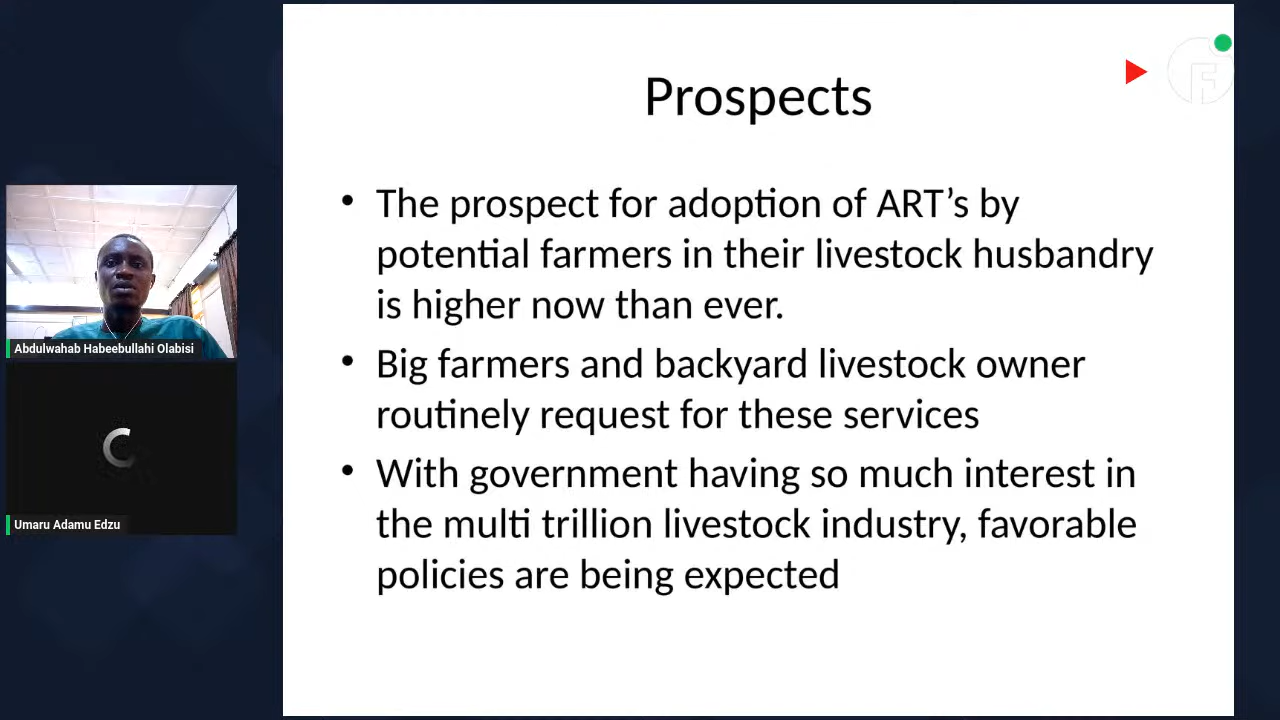 Prospects
• The prospect for adoption of ART’s by
potential farmers in their livestock husbandry
is higher now than ever.
• Big farmers and backyard livestock owner
routinely request for these services
• With government having so much interest in
the multi trillion livestock industry, favorable
policies are being expected
Abdulwahab Habeebullahi Olabisi
Umaru Adamu Edzu